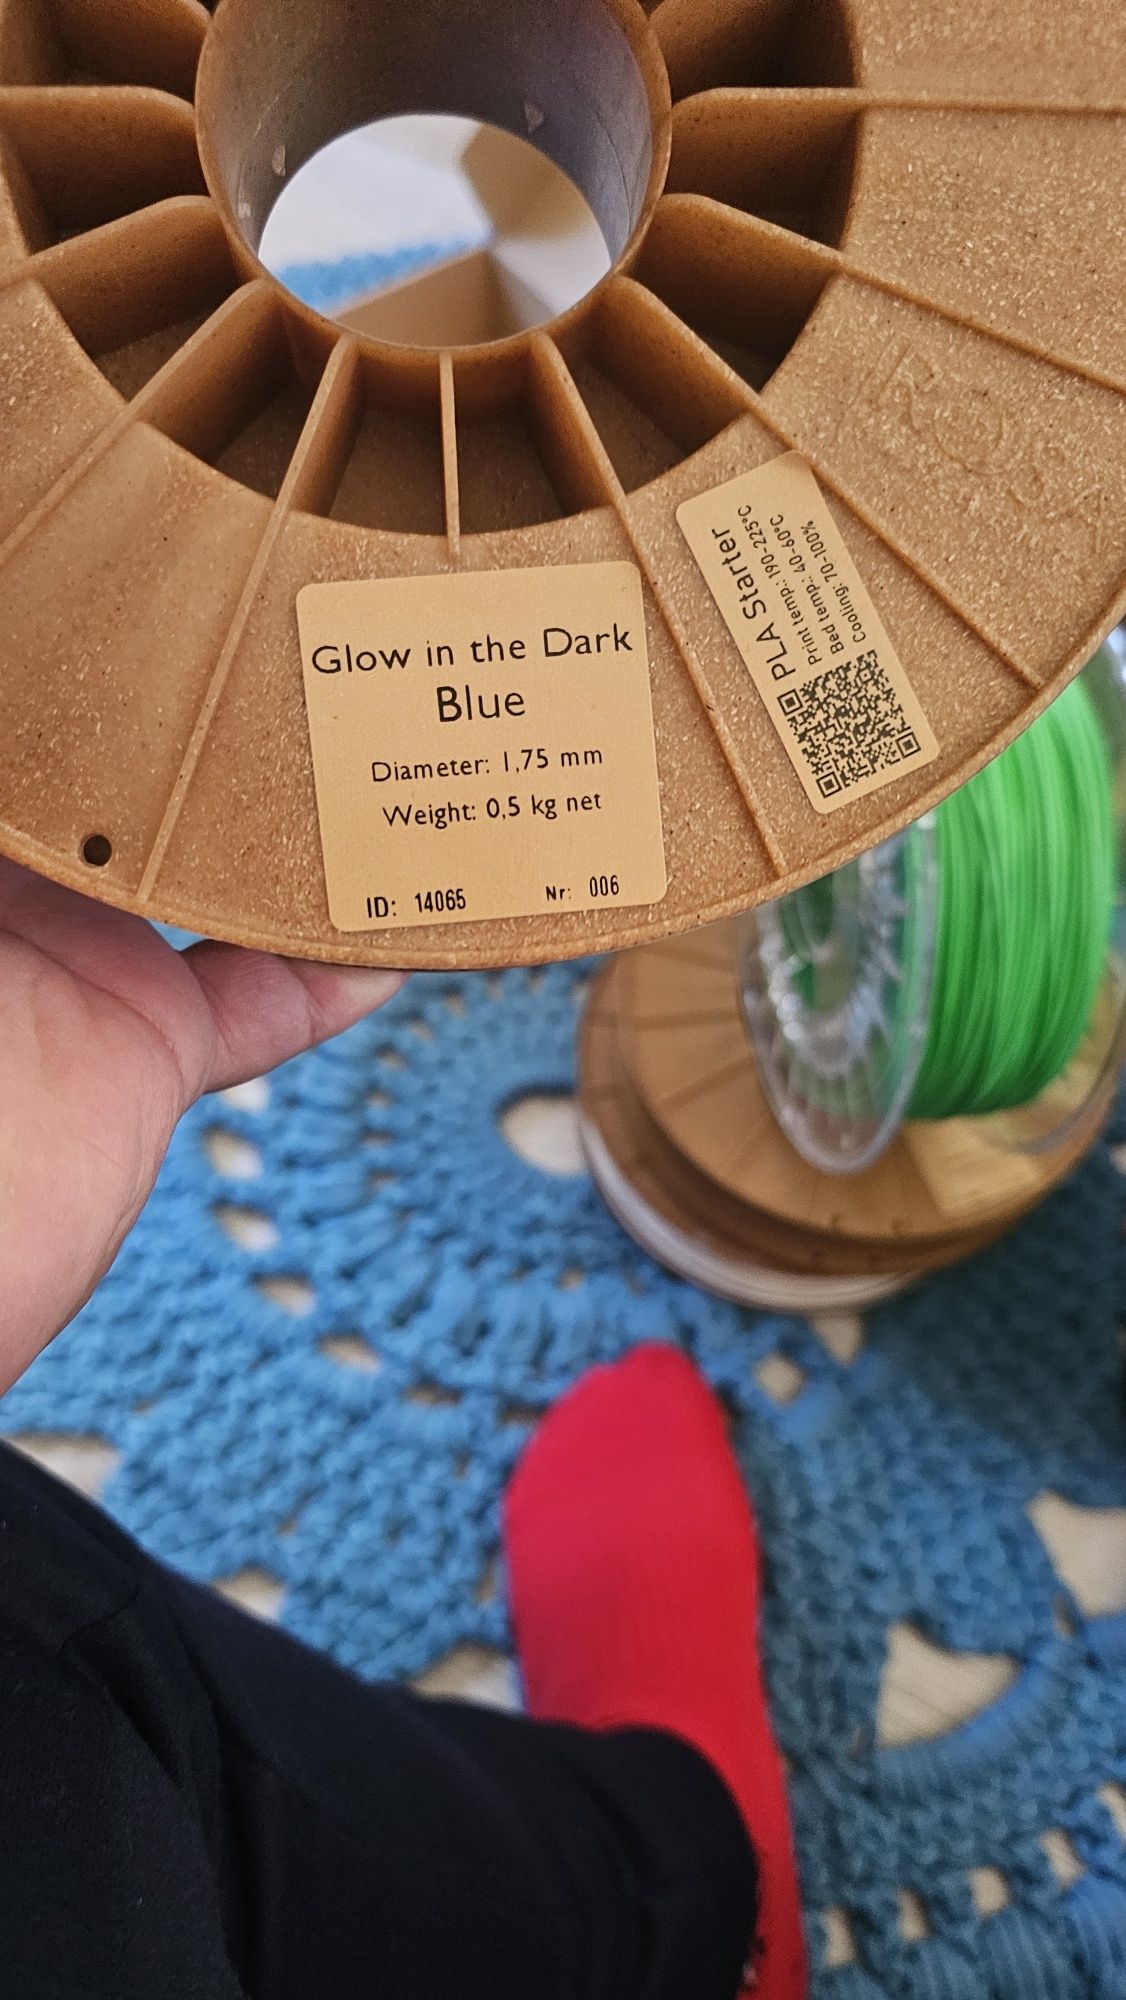 Glow in the Dark
Blue
Diameter: 1,75 mm
Weight: 0,5 kg net
ID: 14065 Nr: 006
PLA Starter
Print temp.: 190-225°C
Bed temp.: 40-60°C
Cooling: 70-100%